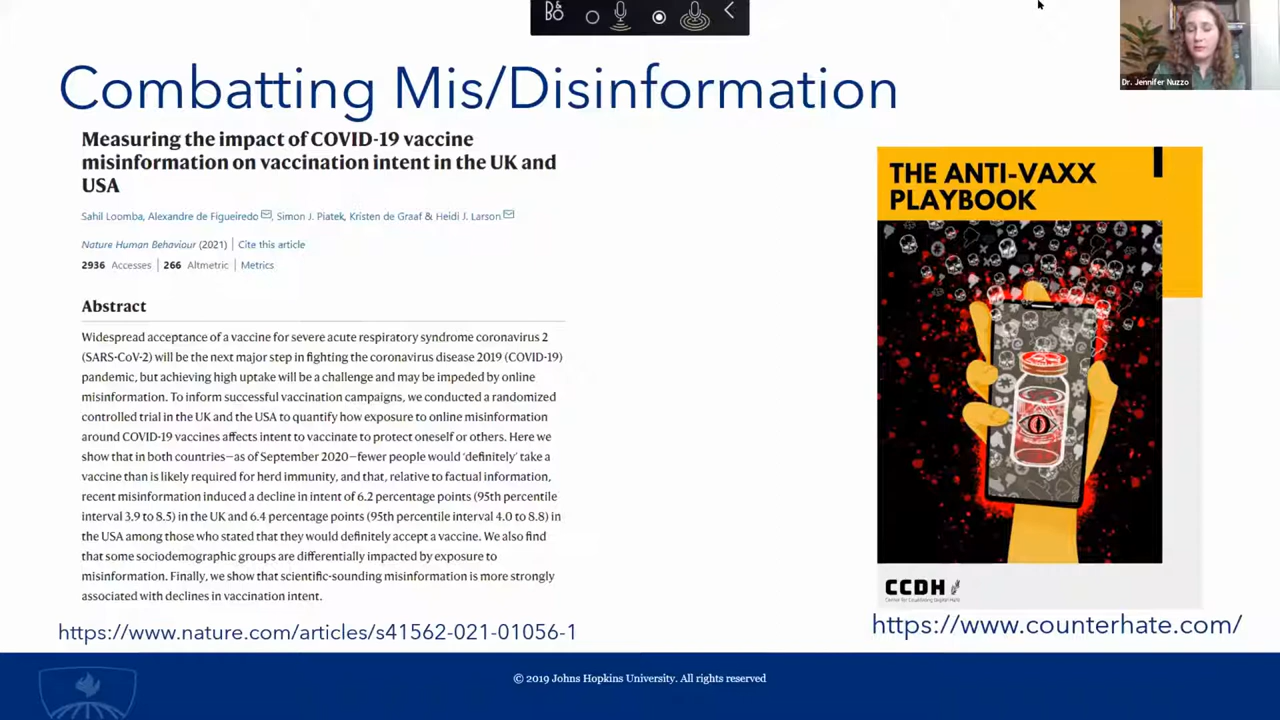 B&O
Dr. Jennifer Nuzzo
Combatting Mis/Disinformation
Measuring the impact of COVID-19 vaccine
misinformation on vaccination intent in the UK and
USA
Sahil Loomba, Alexandre de Figueiredo, Simon J. Piatek, Kristen de Graaf & Heidi J. Larson
Nature Human Behaviour (2021) | Cite this article
2936 Accesses | 266 Altmetric | Metrics
Abstract
Widespread acceptance of a vaccine for severe acute respiratory syndrome coronavirus 2
(SARS-CoV-2) will be the next major step in fighting the coronavirus disease 2019 (COVID-19)
pandemic, but achieving high uptake will be a challenge and may be impeded by online
misinformation. To inform successful vaccination campaigns, we conducted a randomized
controlled trial in the UK and the USA to quantify how exposure to online misinformation
around COVID-19 vaccines affects intent to vaccinate to protect oneself or others. Here we
show that in both countries—as of September 2020—fewer people would ‘definitely’ take a
vaccine than is likely required for herd immunity, and that, relative to factual information,
recent misinformation induced a decline in intent of 6.2 percentage points (95th percentile
interval 3.9 to 8.5) in the UK and 6.4 percentage points (95th percentile interval 4.0 to 8.8) in
the USA among those who stated that they would definitely accept a vaccine. We also find
that some sociodemographic groups are differentially impacted by exposure to
misinformation. Finally, we show that scientific-sounding misinformation is more strongly
associated with declines in vaccination intent.
https://www.nature.com/articles/s41562-021-01056-1
THE ANTI-VAXX
PLAYBOOK
CCDH
Center for Countering Digital Hate
https://www.counterhate.com/
© 2019 Johns Hopkins University. All rights reserved